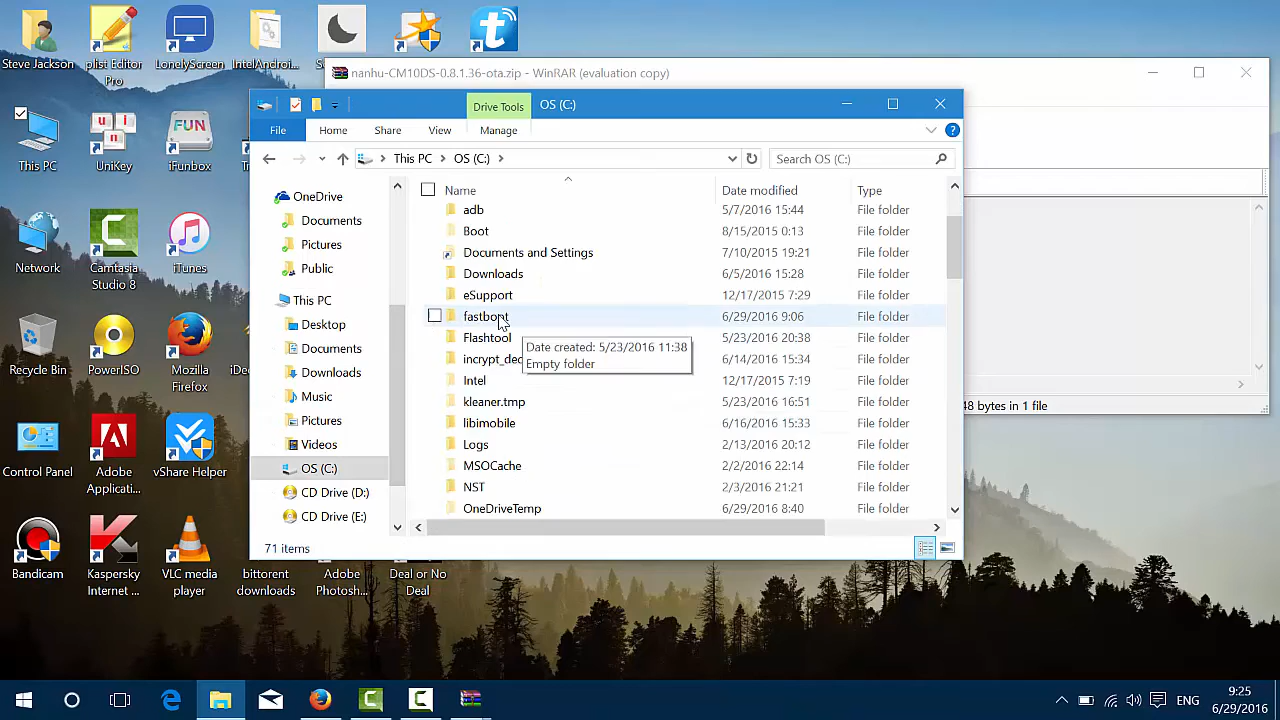 Steve Jackson
plist Editor
Pro
LonelyScreen
IntelAndroi...
nanhu-CM10DS-0.8.1.36-ota.zip - WinRAR (evaluation copy)
Drive Tools
OS (C:)
File
Home
Share
View
Manage
This PC
OS (C:)
Search OS (C:)
This PC
UniKey
iFunbox
Network
Camtasia
Studio 8
iTunes
Recycle Bin
PowerISO
Mozilla
Firefox
Control Panel
Adobe
Applicati...
vShare Helper
Bandicam
Kaspersky
Internet ...
VLC media
player
bittorent
downloads
Adobe
Photosh...
Deal or No
Deal
OneDrive
Documents
Pictures
Public
This PC
Desktop
Documents
Downloads
Music
Pictures
Videos
OS (C:)
CD Drive (D:)
CD Drive (E:)
Name
Date modified
Type
adb 5/7/2016 15:44 File folder
Boot 8/15/2015 0:13 File folder
Documents and Settings 7/10/2015 19:21 File folder
Downloads 6/5/2016 15:28 File folder
eSupport 12/17/2015 7:29 File folder
fastboot 6/29/2016 9:06 File folder
Flashtool 5/23/2016 20:38 File folder
incrypt_dec 6/14/2016 15:34 File folder
Intel 12/17/2015 7:19 File folder
kleaner.tmp 5/23/2016 16:51 File folder
libimobile 6/16/2016 15:33 File folder
Logs 2/13/2016 20:12 File folder
MSOCache 2/2/2016 22:14 File folder
NST 2/3/2016 21:21 File folder
OneDriveTemp 6/29/2016 8:40 File folder
Date created: 5/23/2016 11:38
Empty folder
71 items
48 bytes in 1 file
ENG
9:25
6/29/2016